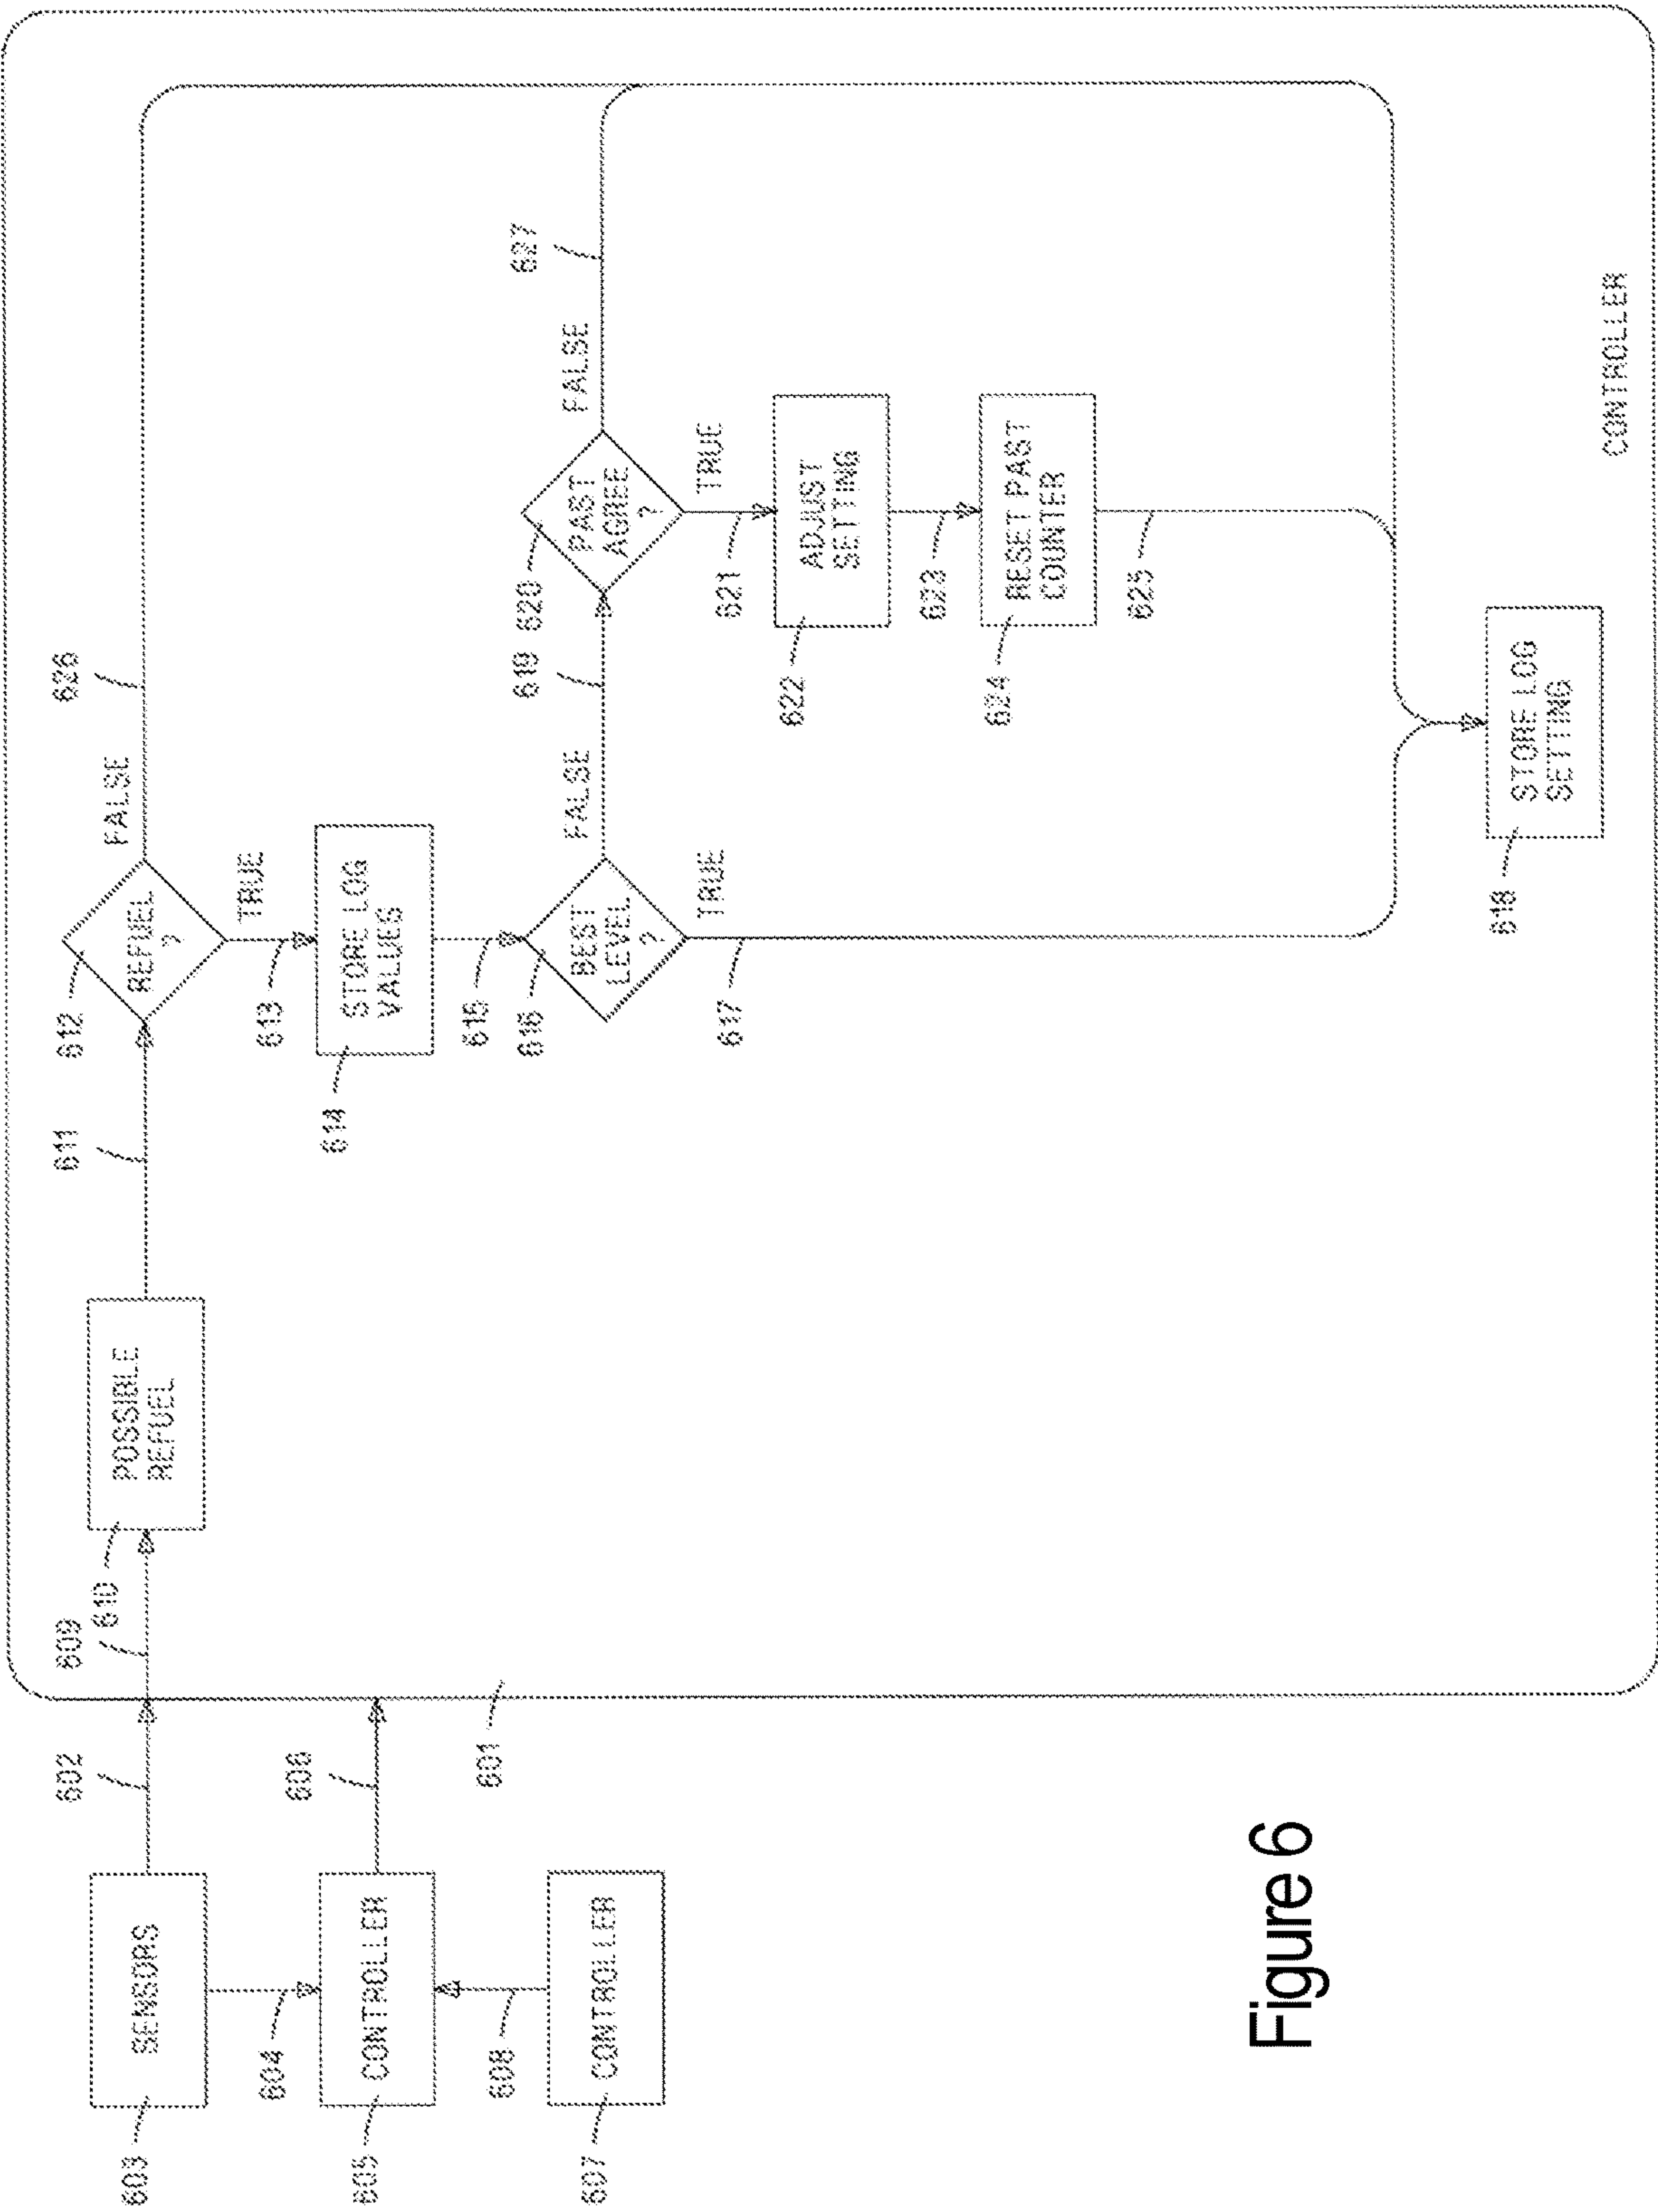 603
SENSORS
602
609
610
POSSIBLE
REFUEL
611
612
REFUEL
?
FALSE
626
604
TRUE
613
605
CONTROLLER
606
614
STORE LOG
VALUES
608
615
607
CONTROLLER
601
616
BEST
LEVEL
?
FALSE
619
620
PAST
AGREE
?
FALSE
627
TRUE
617
TRUE
621
622
ADJUST
SETTING
623
624
RESET PAST
COUNTER
625
618
STORE LOG
SETTING
CONTROLLER
Figure 6